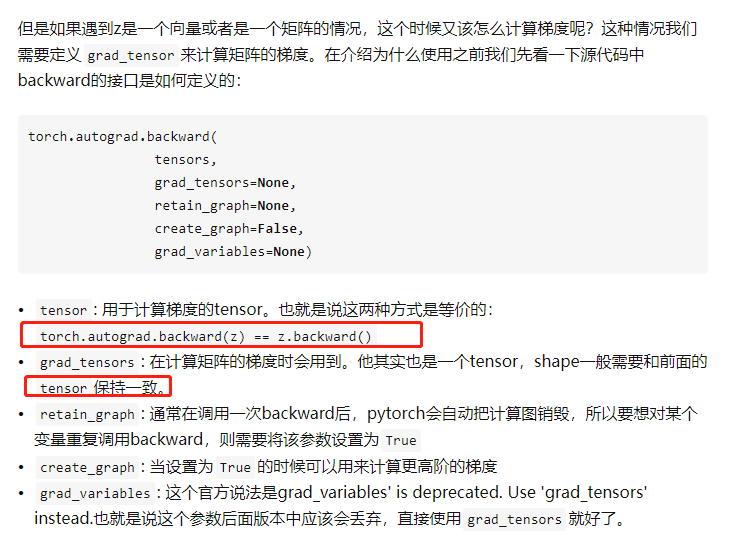 但是如果遇到z是一个向量或者是一个矩阵的情况，这个时候又该怎么计算梯度呢？这种情况我们
需要定义 grad_tensor 来计算矩阵的梯度。在介绍为什么使用之前我们先看一下源代码中
backward的接口是如何定义的：
torch.autograd.backward(
tensors,
grad_tensors=None,
retain_graph=None,
create_graph=False,
grad_variables=None)
• tensor : 用于计算梯度的tensor。也就是说这两种方式是等价的：
torch.autograd.backward(z) == z.backward()
• grad_tensors : 在计算矩阵的梯度时会用到。他其实也是一个tensor，shape一般需要和前面的
tensor 保持一致。
• retain_graph : 通常在调用一次backward后，pytorch会自动把计算图销毁，所以要想对某个
变量重复调用backward，则需要将该参数设置为 True
• create_graph : 当设置为 True 的时候可以用来计算更高阶的梯度
• grad_variables : 这个官方说法是grad_variables' is deprecated. Use 'grad_tensors'
instead.也就是说这个参数后面版本中应该会丢弃，直接使用 grad_tensors 就好了。